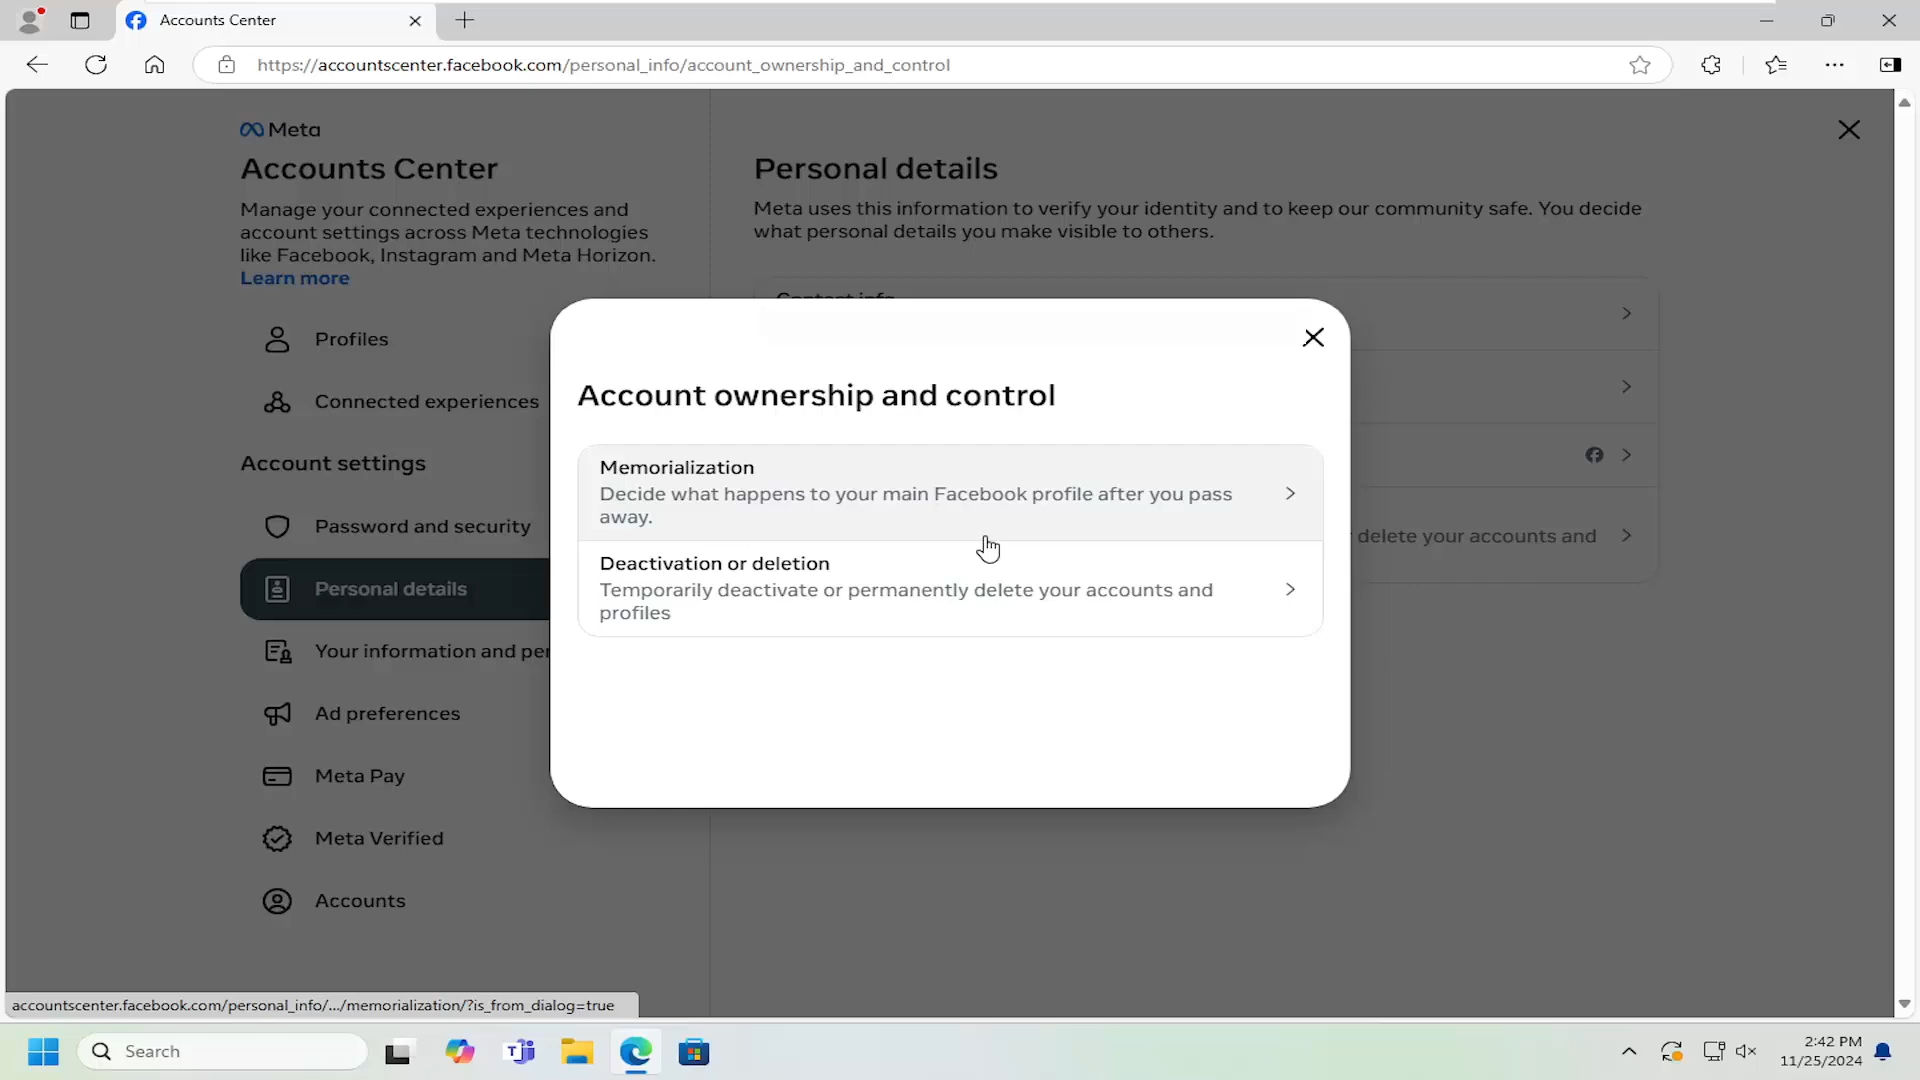 Accounts Center
https://accountscenter.facebook.com/personal_info/account_ownership_and_control
Meta
Accounts Center
Manage your connected experiences and
account settings across Meta technologies
like Facebook, Instagram and Meta Horizon.
Learn more
Profiles
Connected experiences
Account settings
Password and security
Personal details
Your information and per
Ad preferences
Meta Pay
Meta Verified
Accounts
Personal details
Meta uses this information to verify your identity and to keep our community safe. You decide
what personal details you make visible to others.
Contact info
delete your accounts and
Account ownership and control
Memorialization
Decide what happens to your main Facebook profile after you pass
away.
Deactivation or deletion
Temporarily deactivate or permanently delete your accounts and
profiles
accountscenter.facebook.com/personal_info/.../memorialization/?is_from_dialog=true
Search
2:42 PM
11/25/2024